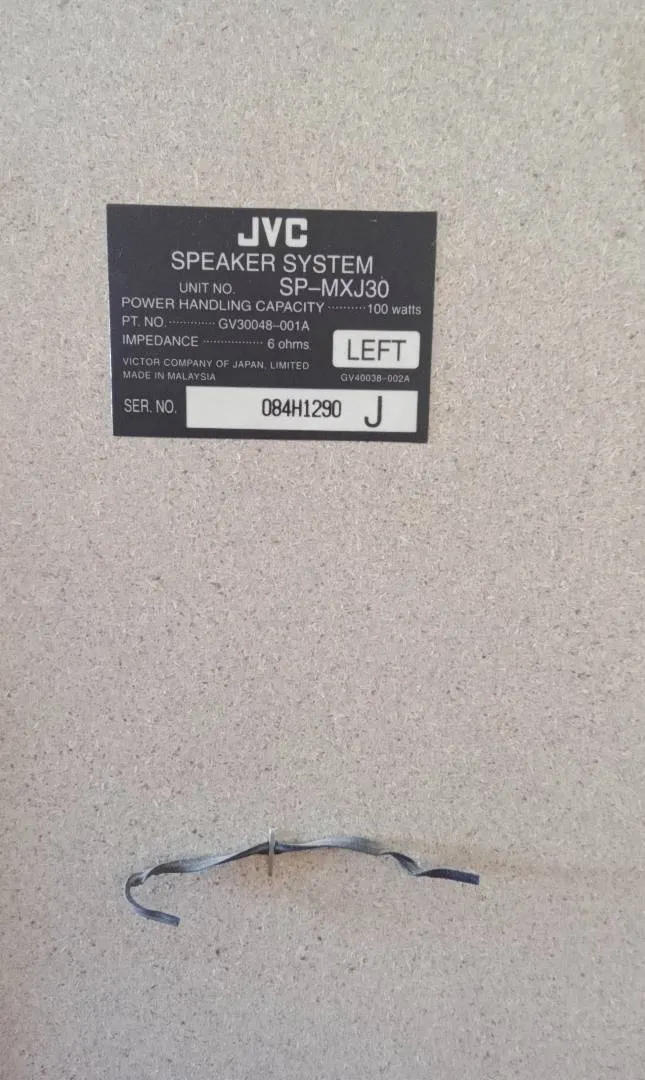 JVC
SPEAKER SYSTEM
UNIT NO. SP-MXJ30
POWER HANDLING CAPACITY ·········· 100 watts
PT. NO. ············· GV30048-001A
IMPEDANCE ················· 6 ohms
LEFT
VICTOR COMPANY OF JAPAN, LIMITED
MADE IN MALAYSIA GV40038-002A
SER. NO. 084H1290 J